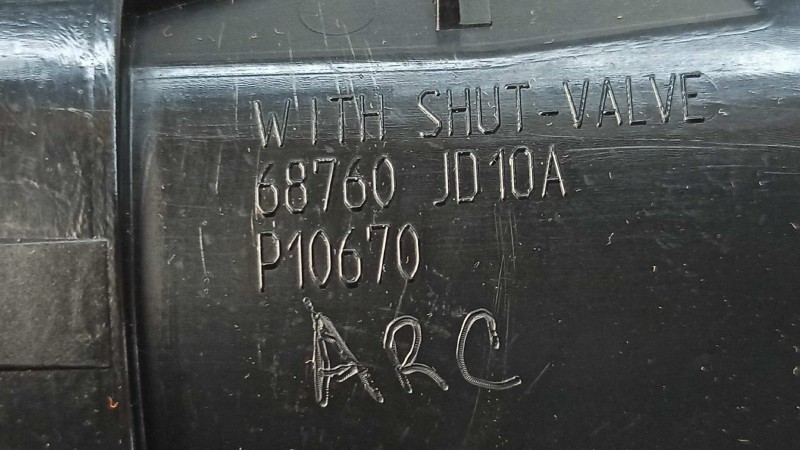 WITH SHUT-VALVE
68760 JD10A
P10670
ARC